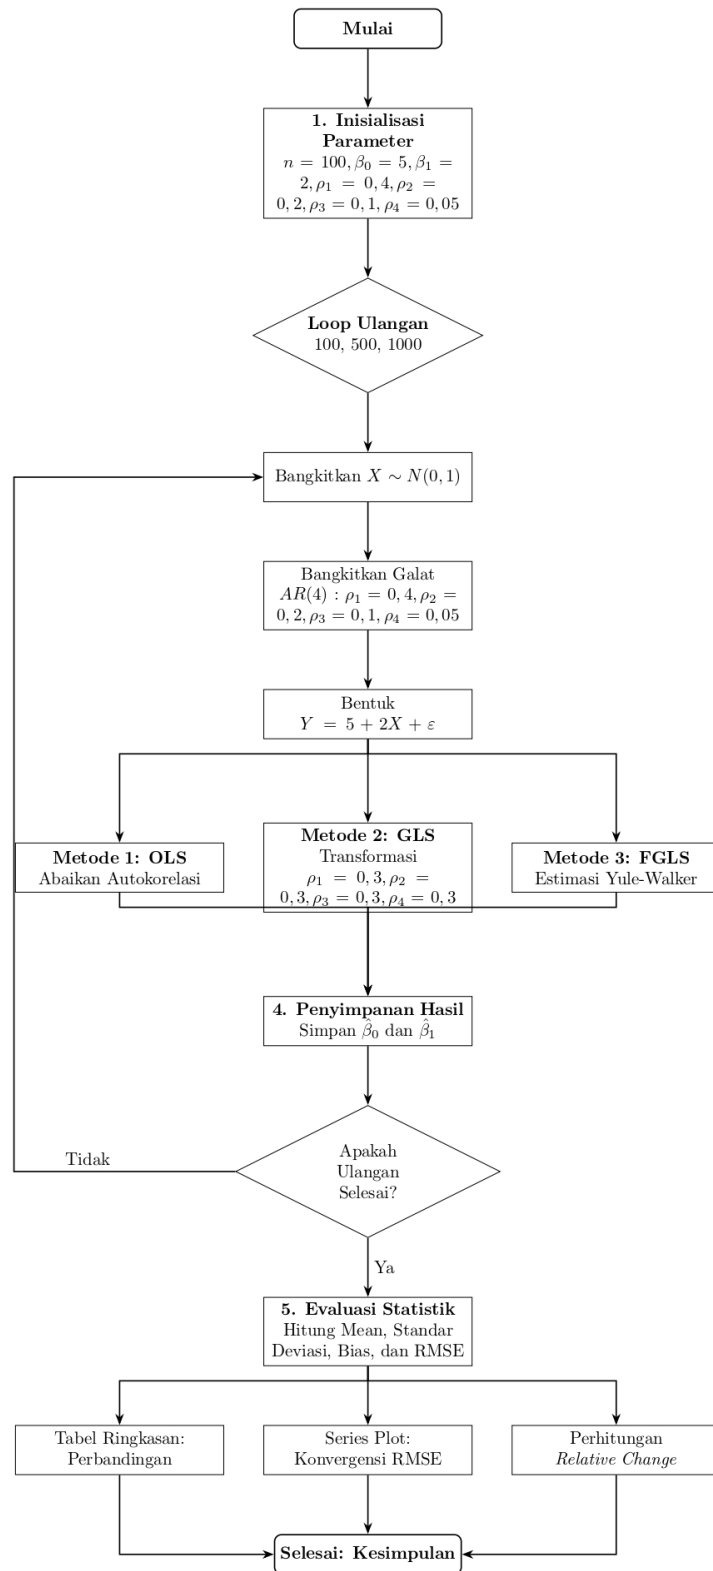 Mulai
1. Inisialisasi
Parameter
n = 100, β₀ = 5, β₁ =
2, ρ₁ = 0,4, ρ₂ =
0,2, ρ₃ = 0,1, ρ₄ = 0,05
Loop Ulangan
100, 500, 1000
Bangkitkan X ∼ N(0, 1)
Bangkitkan Galat
AR(4) : ρ₁ = 0,4, ρ₂ =
0,2, ρ₃ = 0,1, ρ₄ = 0,05
Bentuk
Y = 5 + 2X + ε
Metode 1: OLS
Abaikan Autokorelasi
Metode 2: GLS
Transformasi
ρ₁ = 0,3, ρ₂ =
0,3, ρ₃ = 0,3, ρ₄ = 0,3
Metode 3: FGLS
Estimasi Yule-Walker
4. Penyimpanan Hasil
Simpan β̂₀ dan β̂₁
Apakah
Ulangan
Selesai?
Tidak
Ya
5. Evaluasi Statistik
Hitung Mean, Standar
Deviasi, Bias, dan RMSE
Tabel Ringkasan:
Perbandingan
Series Plot:
Konvergensi RMSE
Perhitungan
Relative Change
Selesai: Kesimpulan